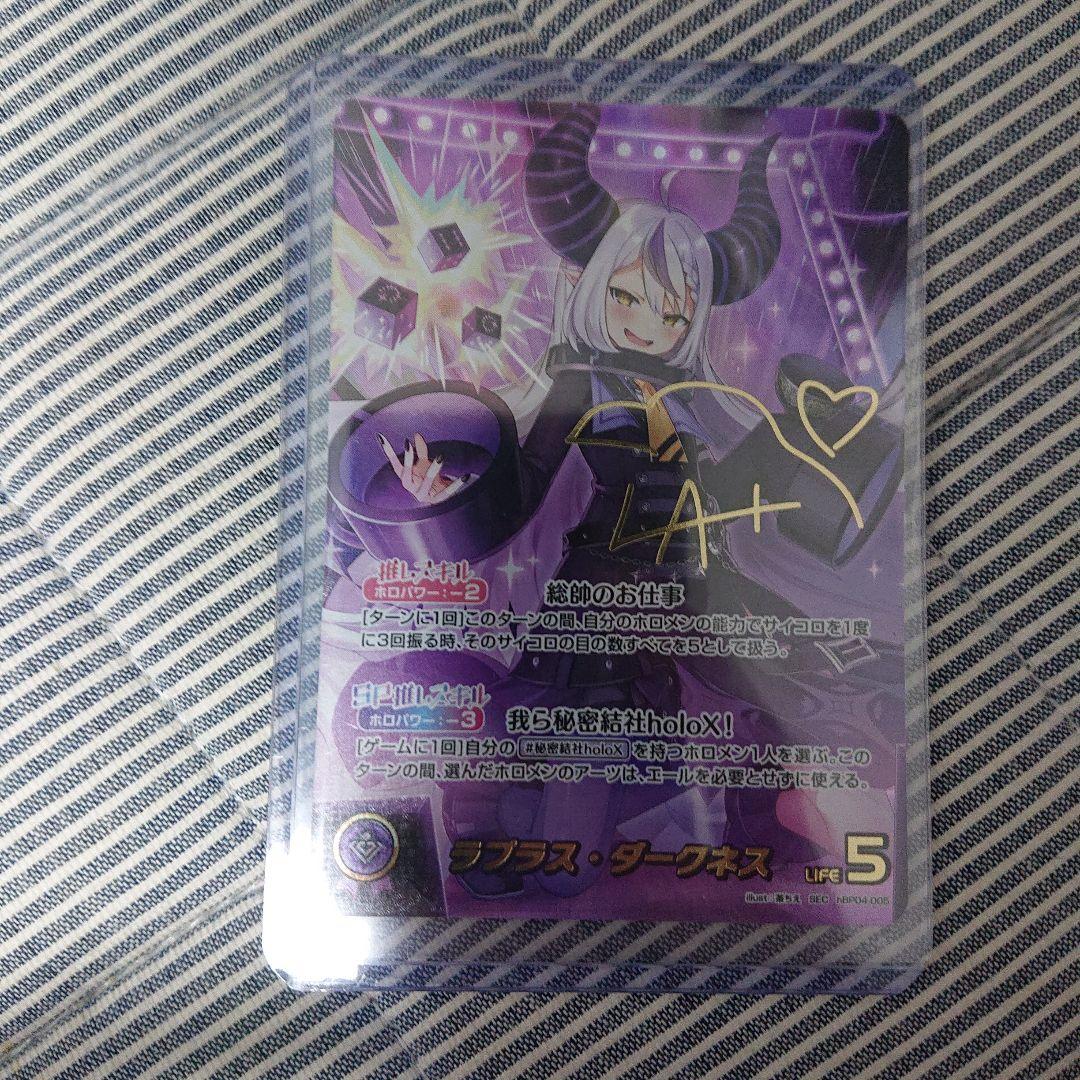 推しスキル
ホロパワー：－2
総帥のお仕事
[ターンに1回]このターンの間、自分のホロメンの能力でサイコロを1度
に3回振る時、そのサイコロの目の数すべてを5として扱う。
SP推しスキル
ホロパワー：－3
我ら秘密結社holoX！
[ゲームに1回]自分の #秘密結社holoX を持つホロメン1人を選ぶ。この
ターンの間、選んだホロメンのアーツは、エールを必要とせずに使える。
ラプラス・ダークネス
LIFE 5
illust SEC hBP04-005